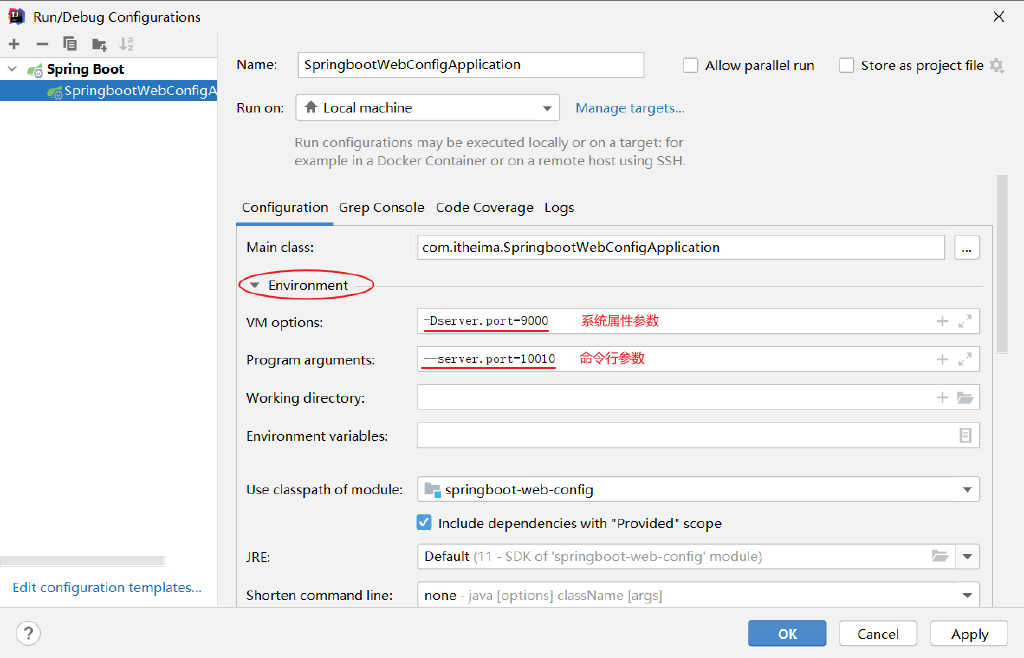 Run/Debug Configurations
Spring Boot
SpringbootWebConfigA
Name: SpringbootWebConfigApplication Allow parallel run Store as project file
Run on: Local machine Manage targets...
Run configurations may be executed locally or on a target: for
example in a Docker Container or on a remote host using SSH.
Configuration Grep Console Code Coverage Logs
Main class: com.itheima.SpringbootWebConfigApplication ...
Environment
VM options: -Dserver.port=9000 系统属性参数
Program arguments: --server.port=10010 命令行参数
Working directory:
Environment variables:
Use classpath of module: springboot-web-config
Include dependencies with "Provided" scope
JRE: Default (11 - SDK of 'springboot-web-config' module)
Edit configuration templates...
Shorten command line: none - java [options] className [args]
? OK Cancel Apply